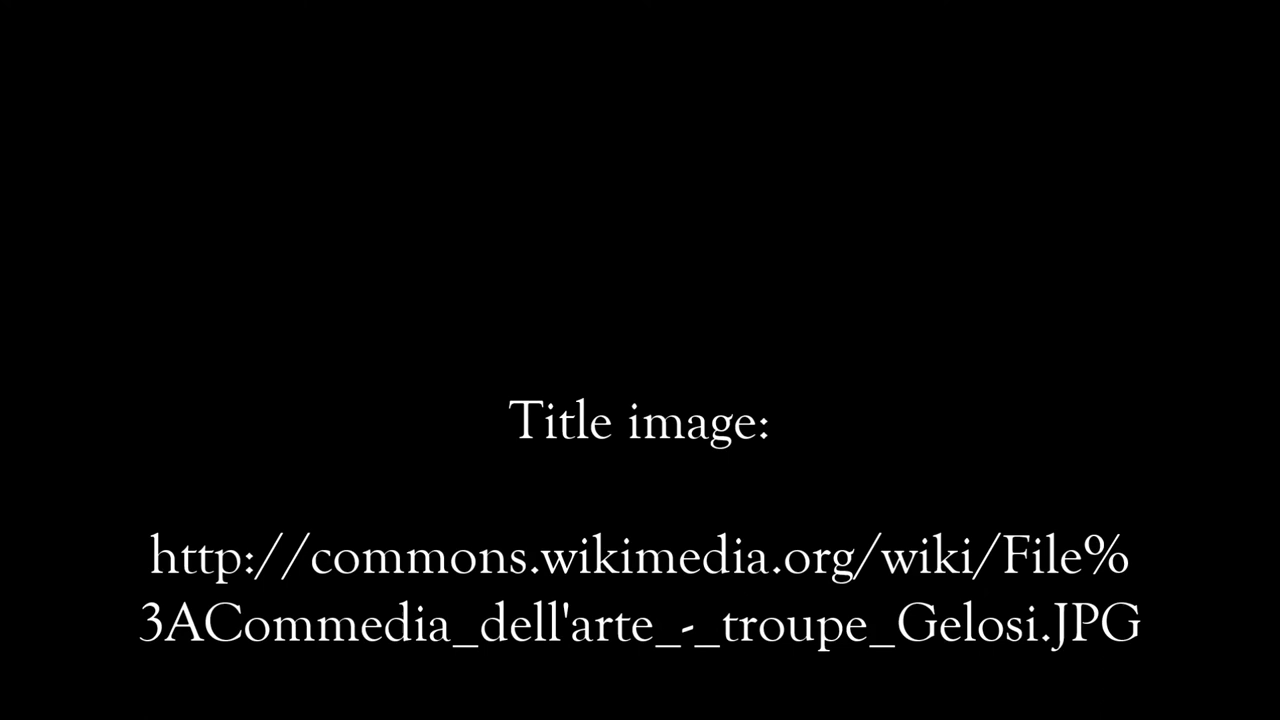 Title image:
http://commons.wikimedia.org/wiki/File%
3ACommedia_dell'arte_-_troupe_Gelosi.JPG